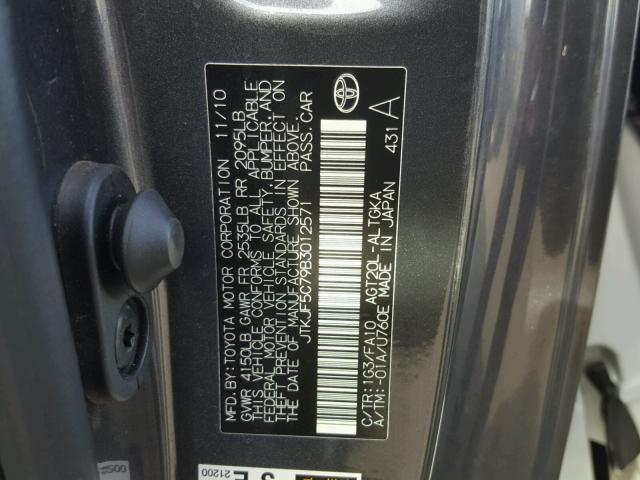 MFD. BY: TOYOTA MOTOR CORPORATION 11/10
GVWR 4150LB GAWR FR 2535LB RR 2095LB
THIS VEHICLE CONFORMS TO ALL APPLICABLE
FEDERAL MOTOR VEHICLE SAFETY, BUMPER, AND
THEFT PREVENTION STANDARDS IN EFFECT ON
THE DATE OF MANUFACTURE SHOWN ABOVE.
JTKJF5C79B3012571 PASS. CAR
C/TR: 1G3/FA10 AGT20L-ALTGKA
A/TM: -01A/U760E MADE IN JAPAN 431 A
21200